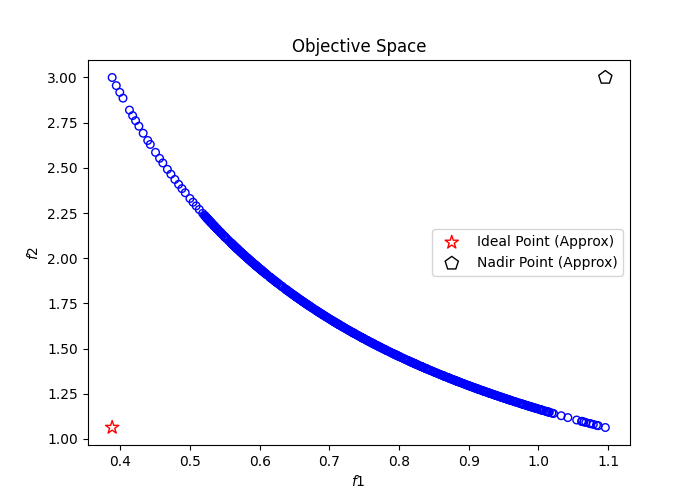 Objective Space
3.00
2.75
2.50
2.25
2.00
1.75
1.50
1.25
1.00
f2
Ideal Point (Approx)
Nadir Point (Approx)
0.4 0.5 0.6 0.7 0.8 0.9 1.0 1.1
f1